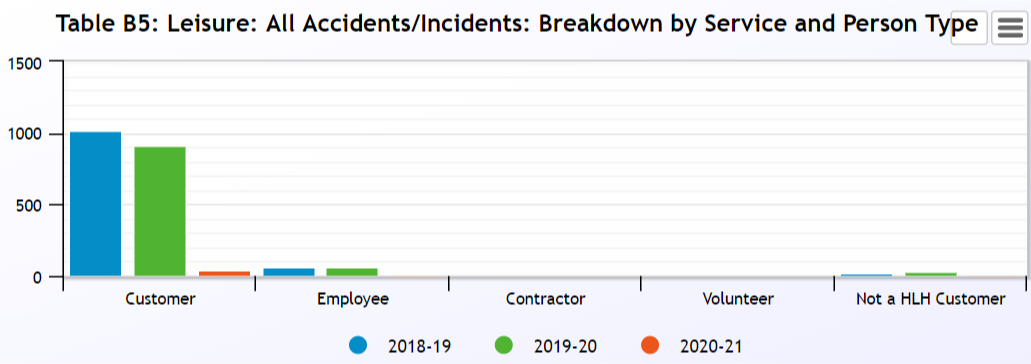 Table B5: Leisure: All Accidents/Incidents: Breakdown by Service and Person Type
1500
1000
500
0
Customer Employee Contractor Volunteer Not a HLH Customer
2018-19 2019-20 2020-21